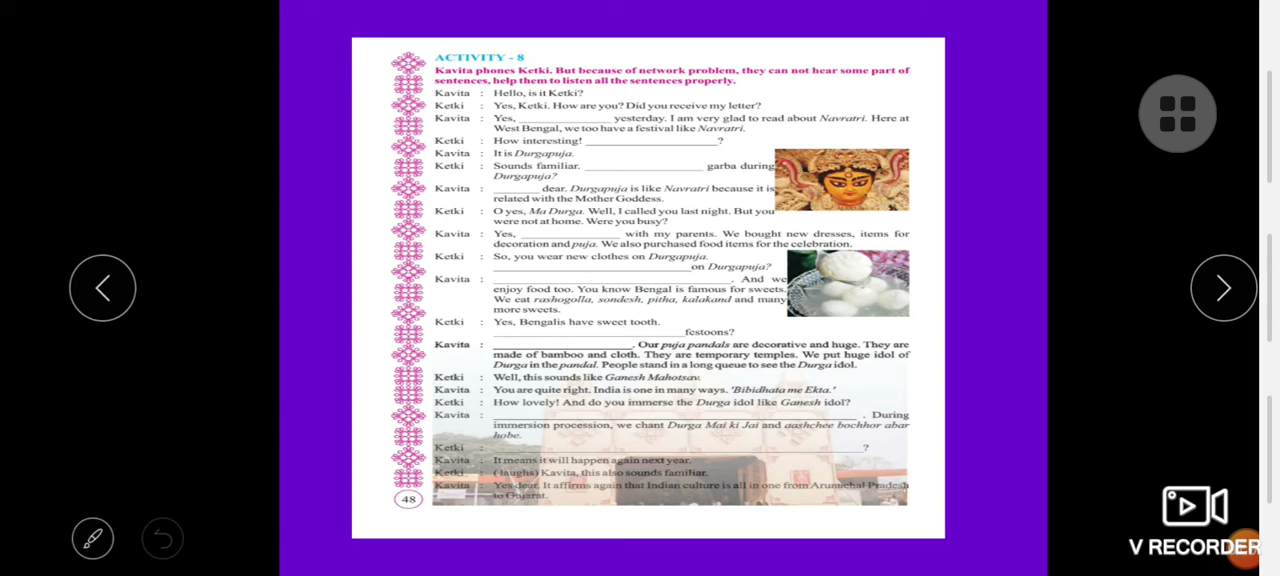 ACTIVITY - 8
Kavita phones Ketki. But because of network problem, they can not hear some part of
sentences, help them to listen all the sentences properly.
Kavita : Hello, is it Ketki?
Ketki : Yes, Ketki. How are you? Did you receive my letter?
Kavita : Yes, ________________ yesterday. I am very glad to read about Navratri. Here at
West Bengal, we too have a festival like Navratri.
Ketki : How interesting! ______________________?
Kavita : It is Durgapuja.
Ketki : Sounds familiar. ____________________ garba during
Durgapuja?
Kavita : ________ dear. Durgapuja is like Navratri because it is
related with the Mother Goddess.
Ketki : O yes, Ma Durga. Well, I called you last night. But you
were not at home. Were you busy?
Kavita : Yes, _________________ with my parents. We bought new dresses, items for
decoration and puja. We also purchased food items for the celebration.
Ketki : So, you wear new clothes on Durgapuja.
_________________________________on Durgapuja?
Kavita : ________________________________________. And we
enjoy food too. You know Bengal is famous for sweets.
We eat rashogolla, sondesh, pitha, kalakand and many
more sweets.
Ketki : Yes, Bengalis have sweet tooth.
________________________________ festoons?
Kavita : ________________________. Our puja pandals are decorative and huge. They are
made of bamboo and cloth. They are temporary temples. We put huge idol of
Durga in the pandal. People stand in a long queue to see the Durga idol.
Ketki : Well, this sounds like Ganesh Mahotsav.
Kavita : You are quite right. India is one in many ways. 'Bibidhata me Ekta.'
Ketki : How lovely! And do you immerse the Durga idol like Ganesh idol?
Kavita : ______________________________________________________________ . During
immersion procession, we chant Durga Mai ki Jai and aashchee bochhor abar
hobe.
Ketki : ________________________________________________________________ ?
Kavita : It means it will happen again next year.
Ketki : ( laughs) Kavita, this also sounds familiar.
Kavita : Yes dear. It affirms again that Indian culture is all in one from Arunachal Pradesh
to Gujarat.
48
V RECORDER